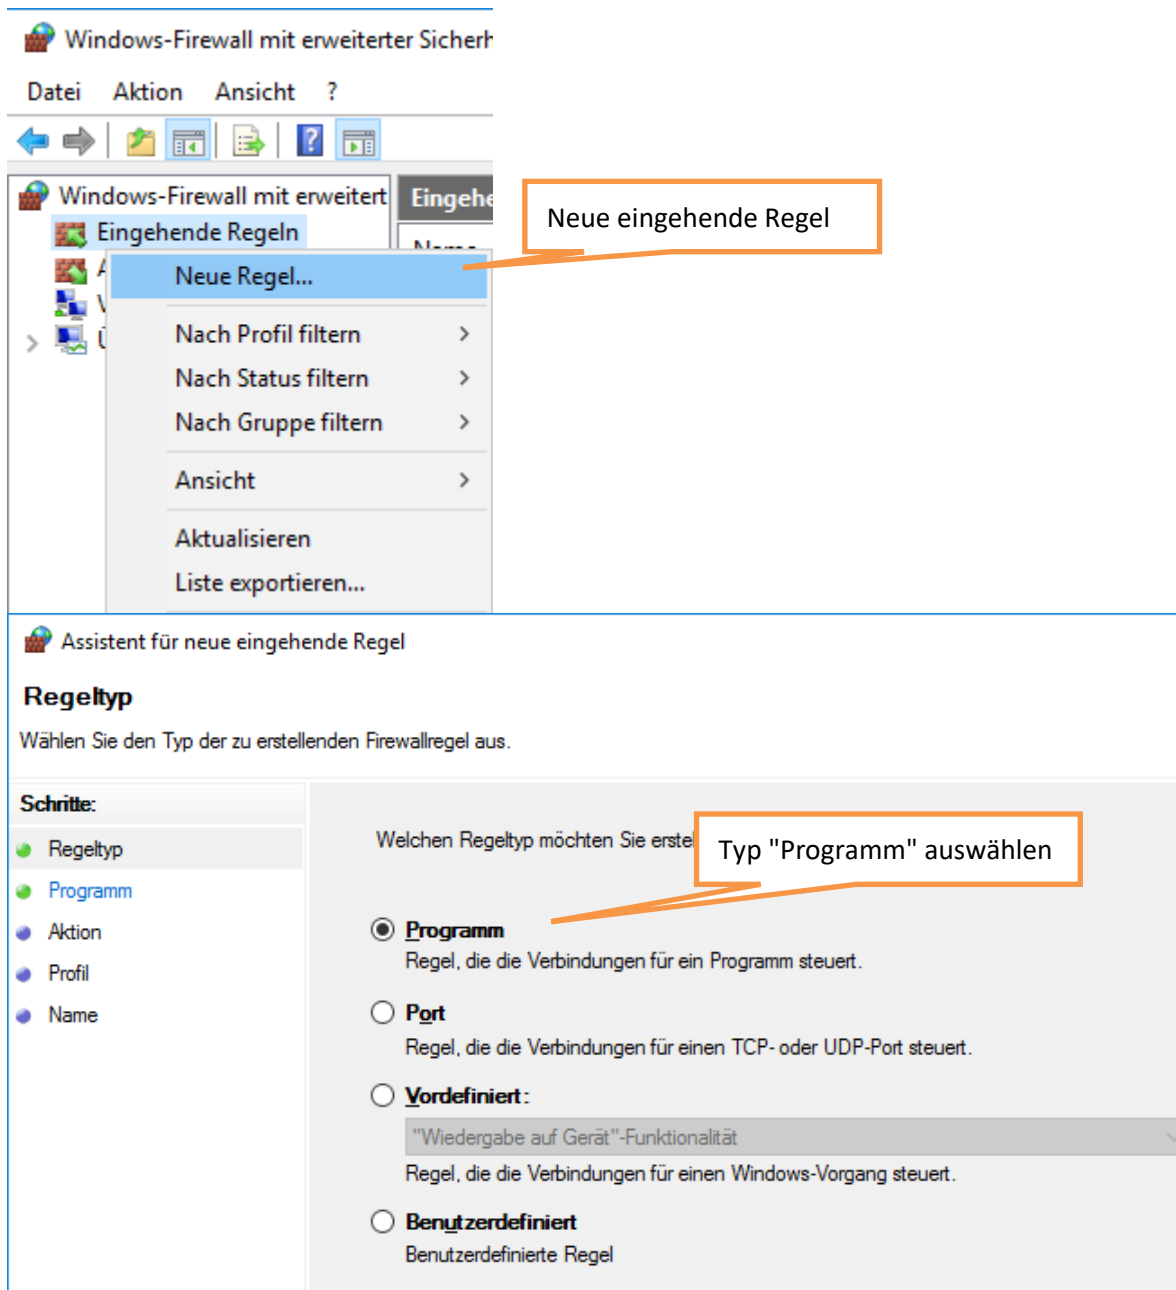 Windows-Firewall mit erweiterter Sicherh
Datei Aktion Ansicht ?
Windows-Firewall mit erweitert
Eingehe
Neue eingehende Regel
Eingehende Regeln
Name
A
Neue Regel...
V
Nach Profil filtern
Ü
Nach Status filtern
Nach Gruppe filtern
Ansicht
Aktualisieren
Liste exportieren...
Assistent für neue eingehende Regel
Regeltyp
Wählen Sie den Typ der zu erstellenden Firewallregel aus.
Schritte:
Regeltyp
Programm
Aktion
Profil
Name
Welchen Regeltyp möchten Sie erstel
Typ "Programm" auswählen
Programm
Regel, die die Verbindungen für ein Programm steuert.
Port
Regel, die die Verbindungen für einen TCP- oder UDP-Port steuert.
Vordefiniert:
"Wiedergabe auf Gerät"-Funktionalität
Regel, die die Verbindungen für einen Windows-Vorgang steuert.
Benutzerdefiniert
Benutzerdefinierte Regel